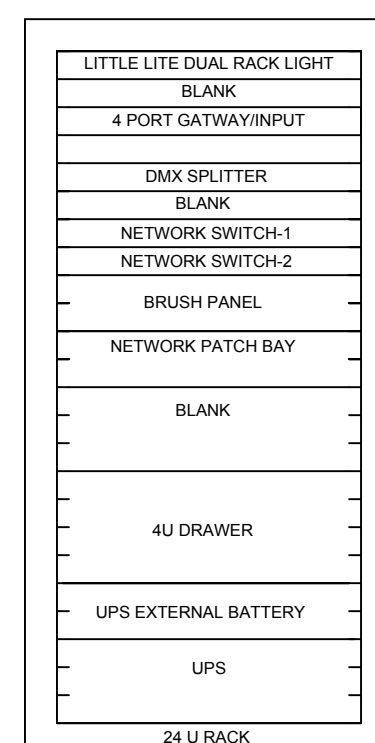 LITTLE LITE DUAL RACK LIGHT
BLANK
4 PORT GATWAY/INPUT
DMX SPLITTER
BLANK
NETWORK SWITCH-1
NETWORK SWITCH-2
BRUSH PANEL
NETWORK PATCH BAY
BLANK
4U DRAWER
UPS EXTERNAL BATTERY
UPS
24 U RACK